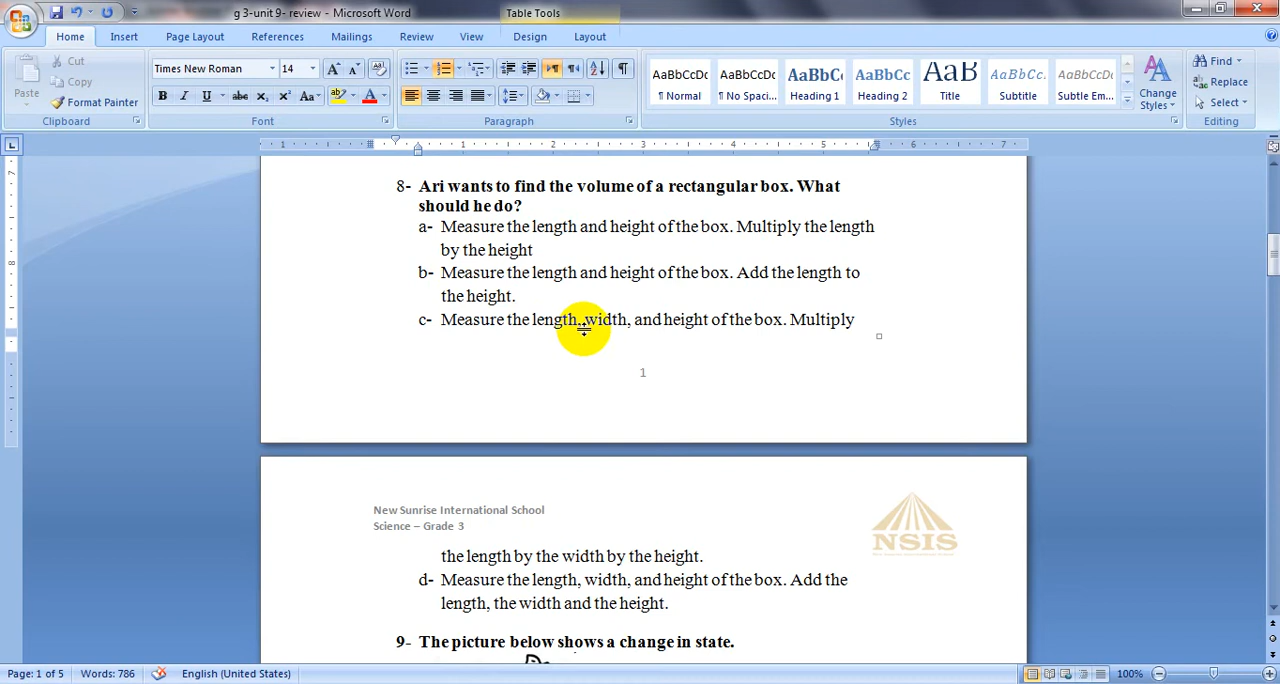 g 3-unit 9- review - Microsoft Word
Table Tools
Home Insert Page Layout References Mailings Review View Design Layout
Paste
Cut
Copy
Format Painter
Clipboard
Times New Roman 14
Font
Paragraph
AaBbCcDc AaBbCcDc AaBbC AaBbCc AaB AaBbCc. AaBbCcDc
¶ Normal ¶ No Spaci... Heading 1 Heading 2 Title Subtitle Subtle Em...
Change Styles
Styles
Find
Replace
Select
Editing
8- Ari wants to find the volume of a rectangular box. What
should he do?
a- Measure the length and height of the box. Multiply the length
by the height
b- Measure the length and height of the box. Add the length to
the height.
c- Measure the length, width, and height of the box. Multiply
1
New Sunrise International School
Science – Grade 3
NSIS
the length by the width by the height.
d- Measure the length, width, and height of the box. Add the
length, the width and the height.
9- The picture below shows a change in state.
Page: 1 of 5 Words: 786 English (United States) 100%